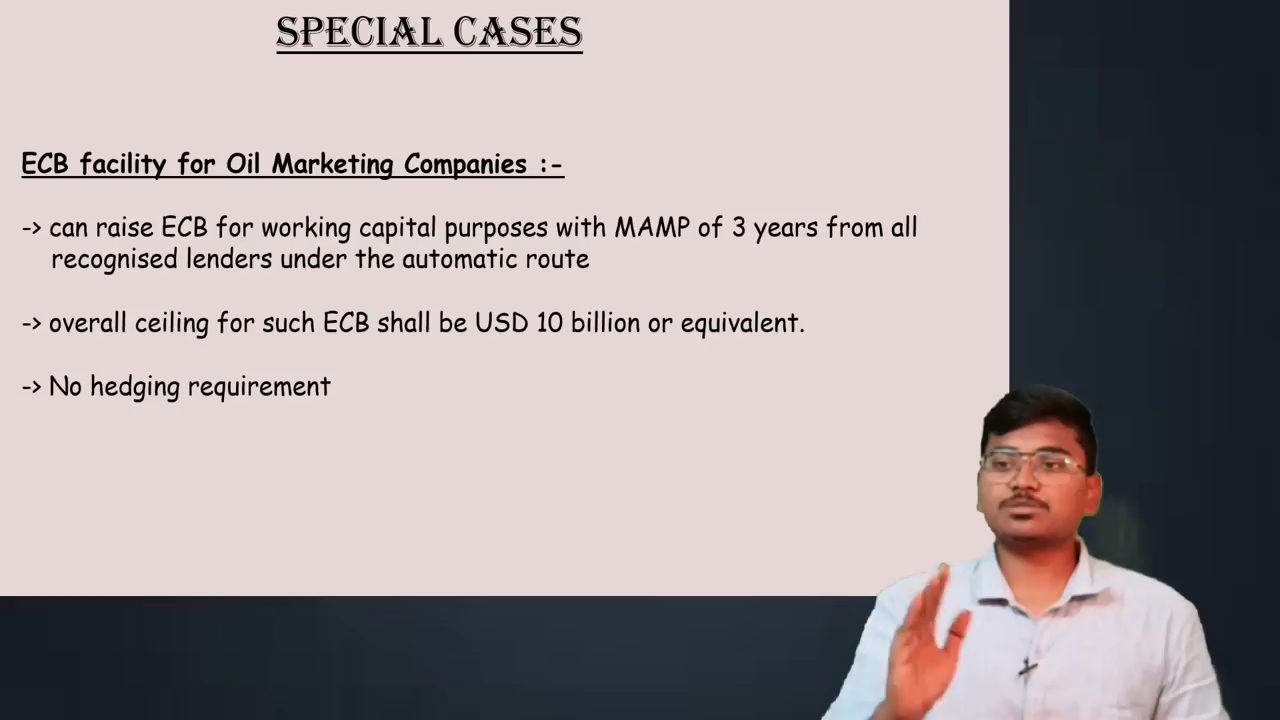 SPECIAL CASES
ECB facility for Oil Marketing Companies :-
-> can raise ECB for working capital purposes with MAMP of 3 years from all
recognised lenders under the automatic route
-> overall ceiling for such ECB shall be USD 10 billion or equivalent.
-> No hedging requirement